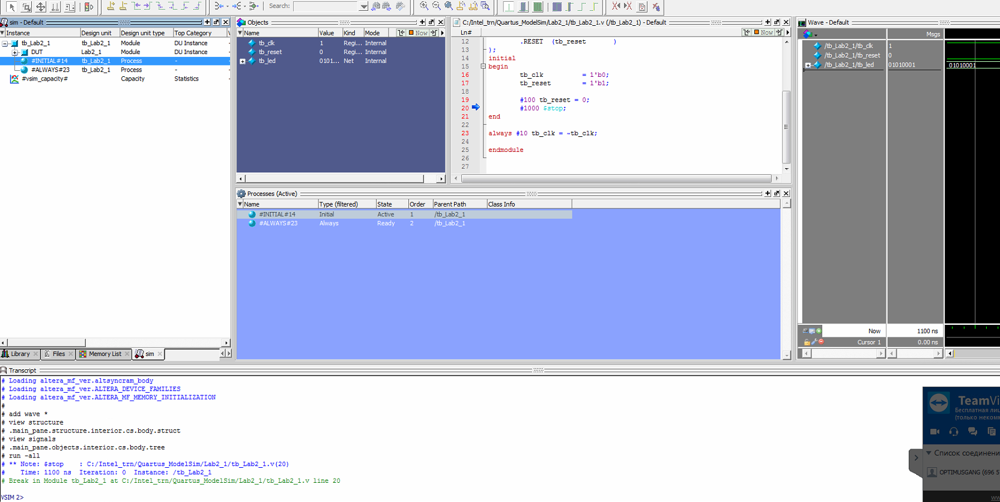 Search:
sim - Default
Instance Design unit Design unit type Top Category
tb_Lab2_1 tb_Lab2_1 Module DU Instance
DUT Lab2_1 Module DU Instance
#INITIAL#14 tb_Lab2_1 Process -
#ALWAYS#23 tb_Lab2_1 Process -
#vsim_capacity# Capacity Statistics
Library Files Memory List sim
Objects
Name Value Kind Mode Now
tb_clk 1 Regi... Internal
tb_reset 0 Regi... Internal
tb_led 0101... Net Internal
C:/Intel_trn/Quartus_ModelSim/Lab2_1/tb_Lab2_1.v (/tb_Lab2_1) - Default
Ln# Now
12 .RESET (tb_reset )
13 );
14 initial
15 begin
16 tb_clk = 1'b0;
17 tb_reset = 1'b1;
18
19 #100 tb_reset = 0;
20 #1000 $stop;
21 end
22
23 always #10 tb_clk = ~tb_clk;
24
25 endmodule
26
27
Processes (Active)
Name Type (filtered) State Order Parent Path Class Info
#INITIAL#14 Initial Active 1 /tb_Lab2_1
#ALWAYS#23 Always Ready 2 /tb_Lab2_1
Wave - Default
Msgs
/tb_Lab2_1/tb_clk 1
/tb_Lab2_1/tb_reset 0
/tb_Lab2_1/tb_led 01010001 01010001
Now 1100 ns
Cursor 1 0.00 ns
Transcript
# Loading altera_mf_ver.altsyncram_body
# Loading altera_mf_ver.ALTERA_DEVICE_FAMILIES
# Loading altera_mf_ver.ALTERA_MF_MEMORY_INITIALIZATION
#
# add wave *
# view structure
# .main_pane.structure.interior.cs.body.struct
# view signals
# .main_pane.objects.interior.cs.body.tree
# run -all
# ** Note: $stop : C:/Intel_trn/Quartus_ModelSim/Lab2_1/tb_Lab2_1.v(20)
# Time: 1100 ns Iteration: 0 Instance: /tb_Lab2_1
# Break in Module tb_Lab2_1 at C:/Intel_trn/Quartus_ModelSim/Lab2_1/tb_Lab2_1.v line 20
VSIM 2>
TeamVi
Бесплатная лиц
(только некомм
Список соединени
OPTIMUSGANG (696 5
ww